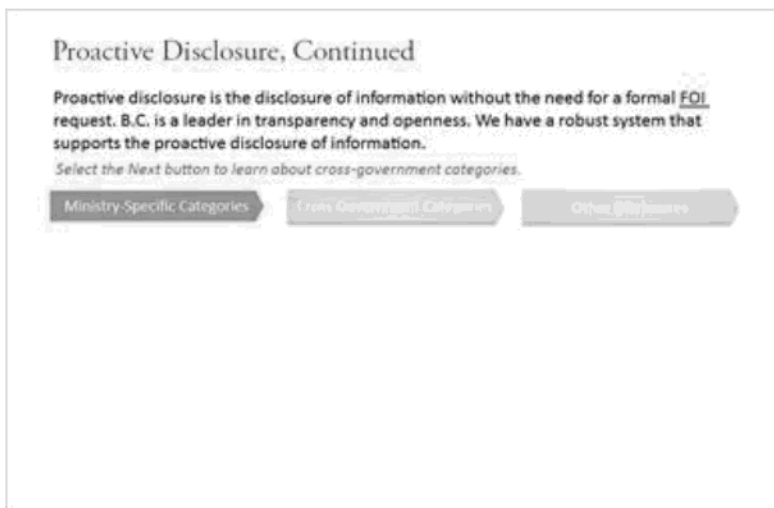 Proactive Disclosure, Continued
Proactive disclosure is the disclosure of information without the need for a formal FOI
request. B.C. is a leader in transparency and openness. We have a robust system that
supports the proactive disclosure of information.
Select the Next button to learn about cross-government categories.
Ministry-Specific Categories
Cross-Government Categories
Other